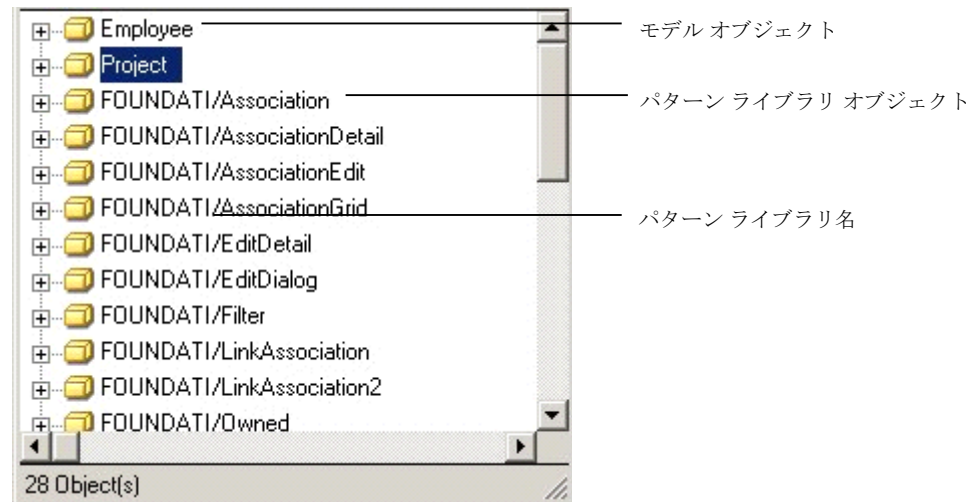 Employee
モデル オブジェクト
Project
FOUNDATI/Association
パターン ライブラリ オブジェクト
FOUNDATI/AssociationDetail
FOUNDATI/AssociationEdit
FOUNDATI/AssociationGrid
パターン ライブラリ名
FOUNDATI/EditDetail
FOUNDATI/EditDialog
FOUNDATI/Filter
FOUNDATI/LinkAssociation
FOUNDATI/LinkAssociation2
FOUNDATI/Owned
28 Object(s)